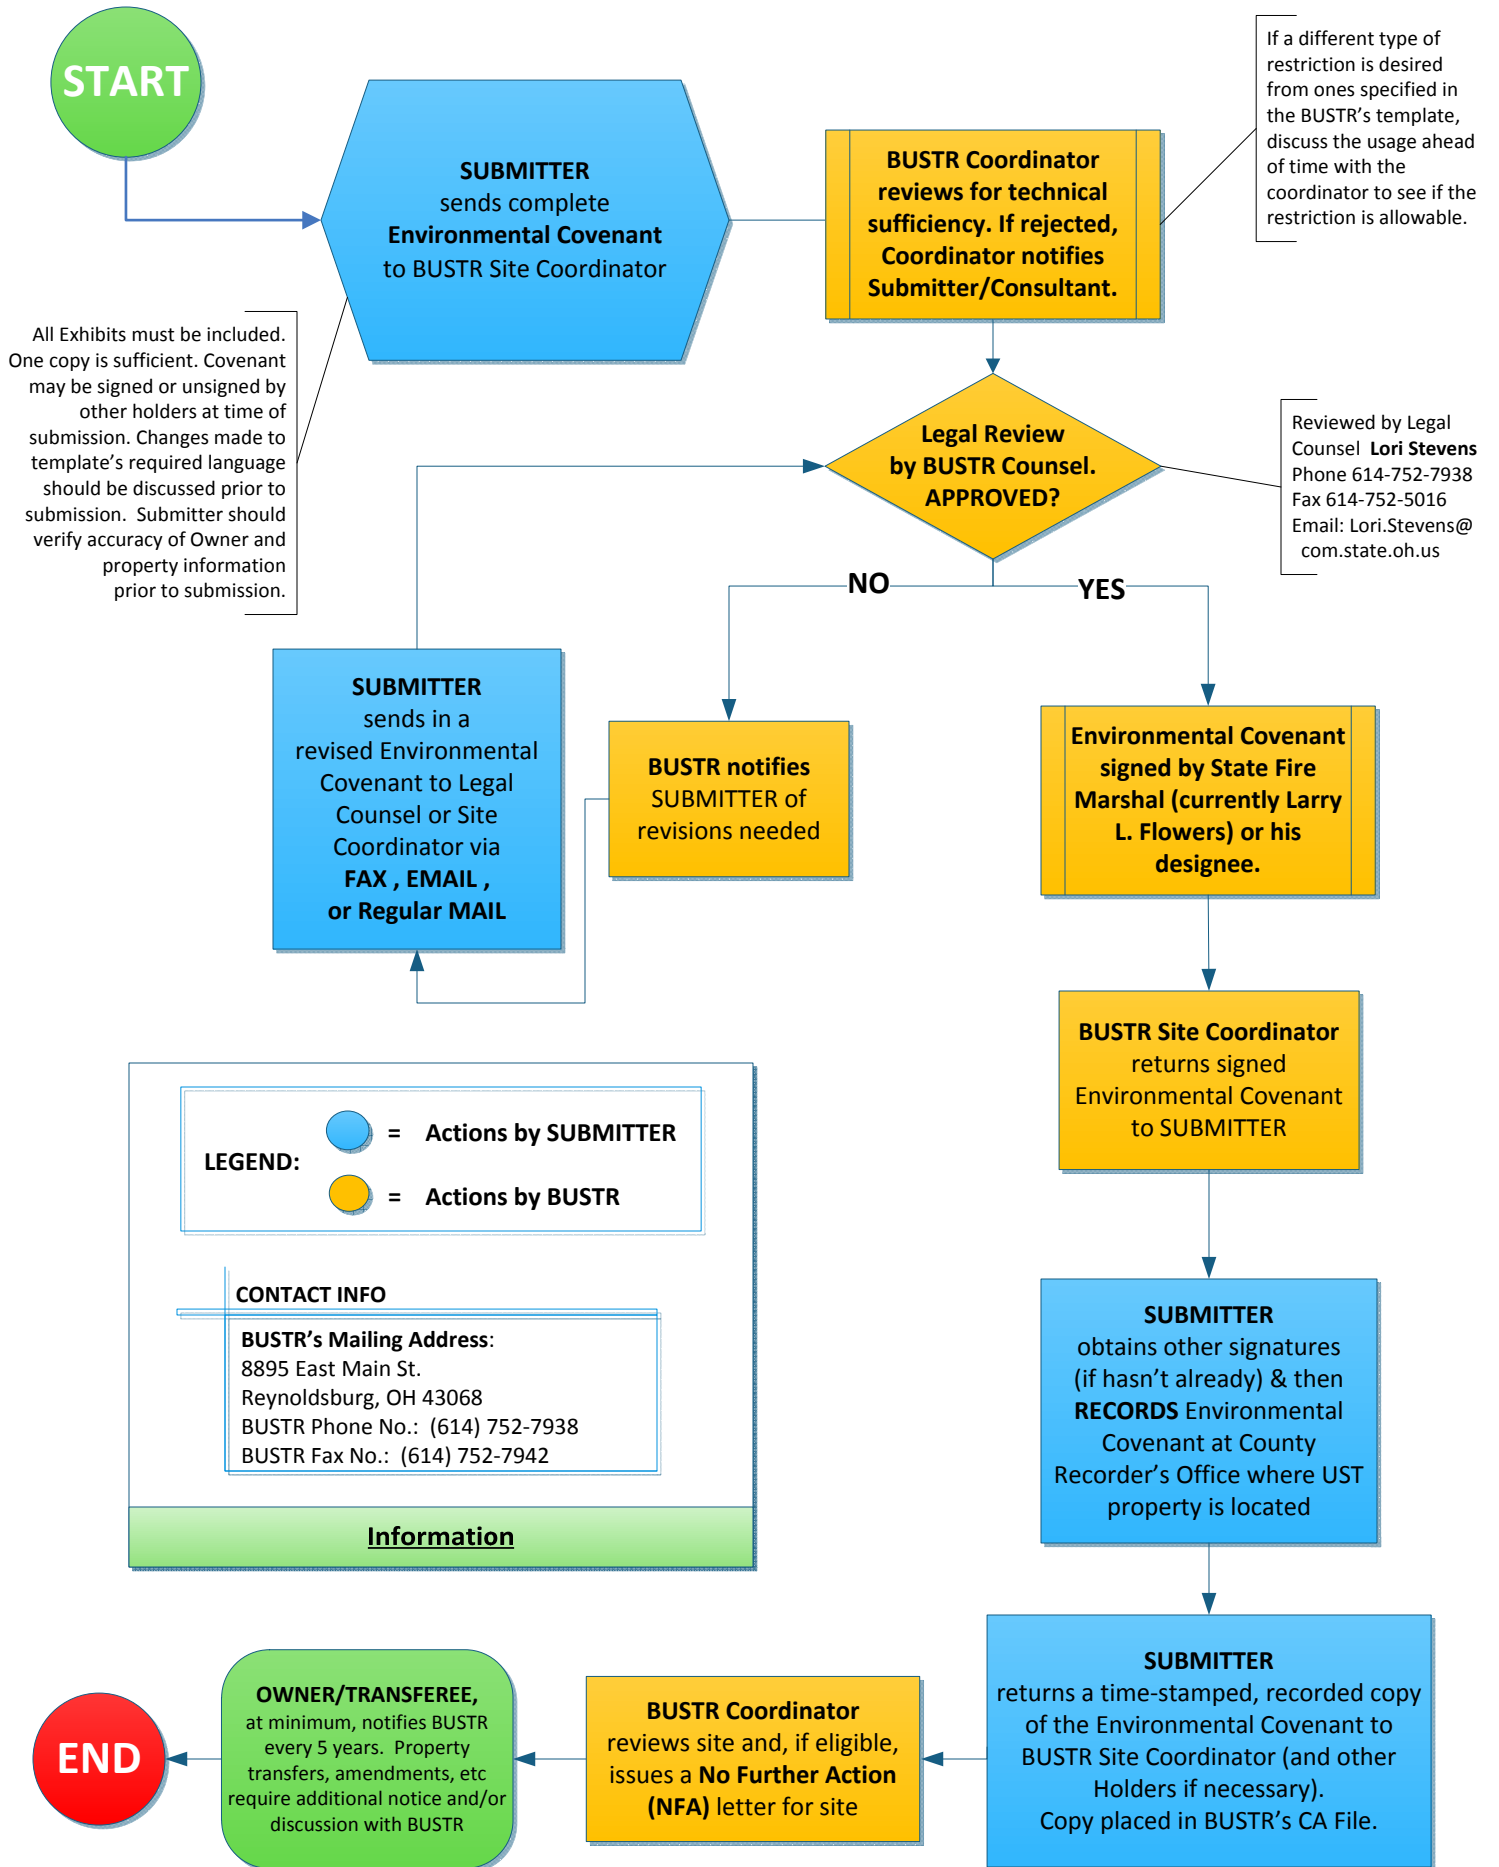 START
SUBMITTER
sends complete
Environmental Covenant
to BUSTR Site Coordinator
BUSTR Coordinator
reviews for technical
sufficiency. If rejected,
Coordinator notifies
Submitter/Consultant.
If a different type of
restriction is desired
from ones specified in
the BUSTR’s template,
discuss the usage ahead
of time with the
coordinator to see if the
restriction is allowable.
All Exhibits must be included.
One copy is sufficient. Covenant
may be signed or unsigned by
other holders at time of
submission. Changes made to
template’s required language
should be discussed prior to
submission.  Submitter should
verify accuracy of Owner and
property information
prior to submission.
Legal Review
by BUSTR Counsel.
APPROVED?
Reviewed by Legal
Counsel  Lori Stevens
Phone 614-752-7938
Fax 614-752-5016
Email: Lori.Stevens@
com.state.oh.us
NO
YES
SUBMITTER
sends in a
revised Environmental
Covenant to Legal
Counsel or Site
Coordinator via
FAX , EMAIL ,
or Regular MAIL
BUSTR notifies
SUBMITTER of
revisions needed
Environmental Covenant
signed by State Fire
Marshal (currently Larry
L. Flowers) or his
designee.
BUSTR Site Coordinator
returns signed
Environmental Covenant
to SUBMITTER
LEGEND:
= Actions by SUBMITTER
= Actions by BUSTR
CONTACT INFO
BUSTR’s Mailing Address:
8895 East Main St.
Reynoldsburg, OH 43068
BUSTR Phone No.:  (614) 752-7938
BUSTR Fax No.:  (614) 752-7942
Information
SUBMITTER
obtains other signatures
(if hasn’t already) & then
RECORDS Environmental
Covenant at County
Recorder’s Office where UST
property is located
SUBMITTER
returns a time-stamped, recorded copy
of the Environmental Covenant to
BUSTR Site Coordinator (and other
Holders if necessary).
Copy placed in BUSTR’s CA File.
BUSTR Coordinator
reviews site and, if eligible,
issues a No Further Action
(NFA) letter for site
OWNER/TRANSFEREE,
at minimum, notifies BUSTR
every 5 years.  Property
transfers, amendments, etc
require additional notice and/or
discussion with BUSTR
END